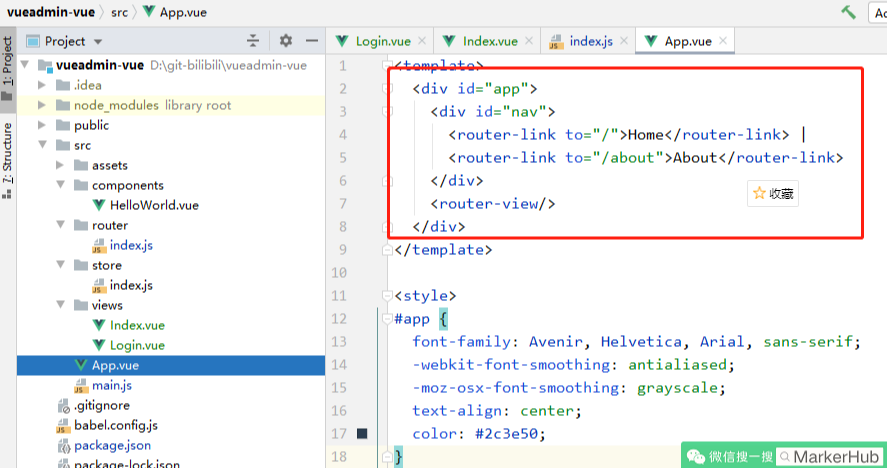 vueadmin-vue › src › App.vue
Ad
1: Project
7: Structure
Project
vueadmin-vue D:\git-bilibili\vueadmin-vue
.idea
node_modules library root
public
src
assets
components
HelloWorld.vue
router
index.js
store
index.js
views
Index.vue
Login.vue
App.vue
main.js
.gitignore
babel.config.js
package.json
package-lock.json
Login.vue Index.vue index.js App.vue
1 <template>
2 <div id="app">
3 <div id="nav">
4 <router-link to="/">Home</router-link> |
5 <router-link to="/about">About</router-link>
6 </div>
7 <router-view/>
8 </div>
9 </template>
10
11 <style>
12 #app {
13 font-family: Avenir, Helvetica, Arial, sans-serif;
14 -webkit-font-smoothing: antialiased;
15 -moz-osx-font-smoothing: grayscale;
16 text-align: center;
17 color: #2c3e50;
18 }
收藏
微信搜一搜 MarkerHub